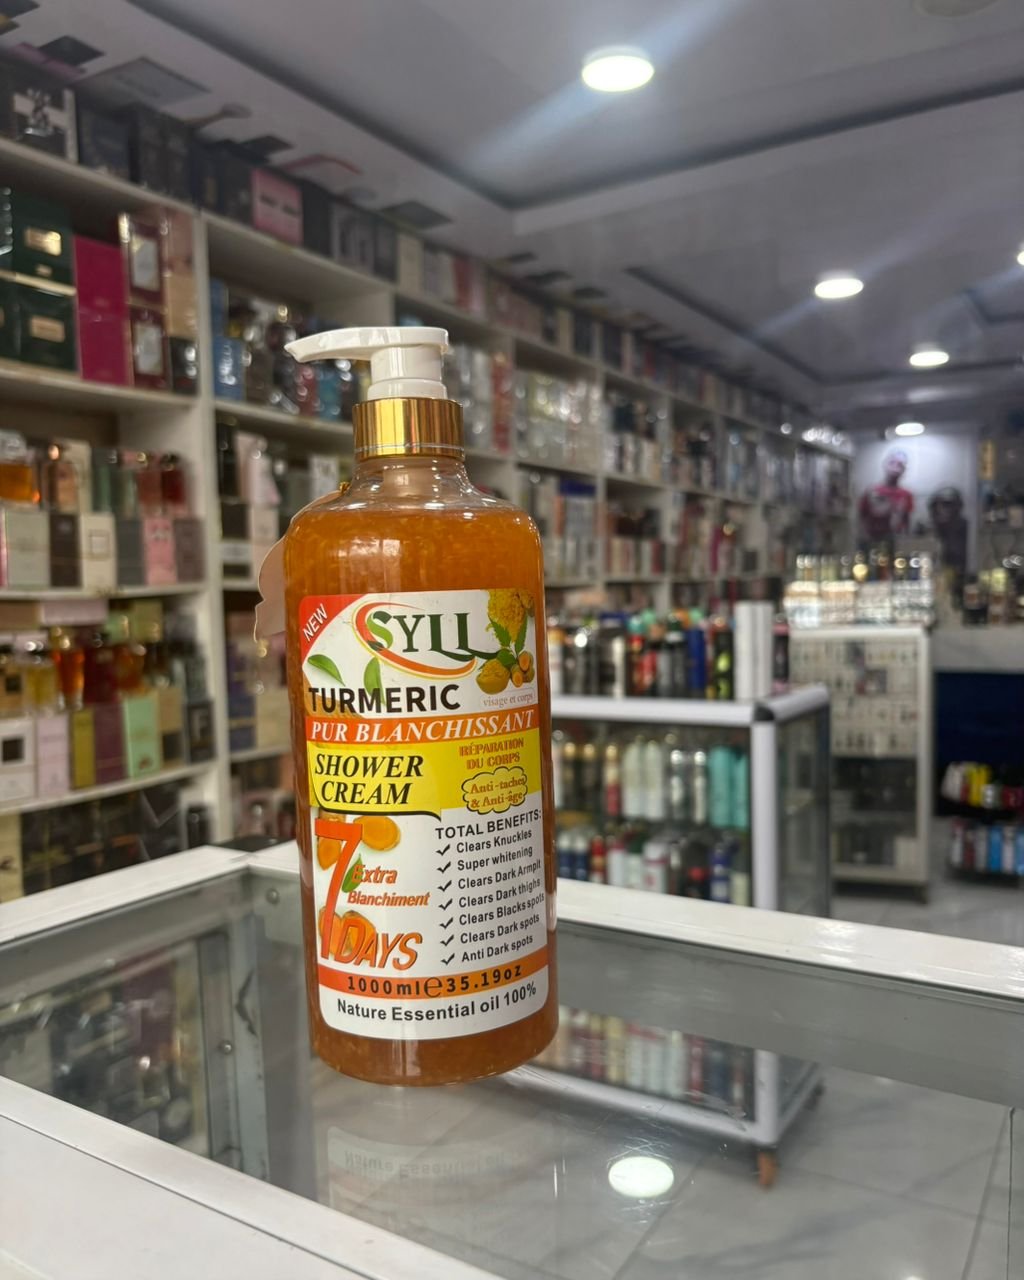 NEW
SYLL
TURMERIC
visage et corps
PUR BLANCHISSANT
SHOWER
CREAM
RÉPARATION
DU CORPS
Anti-taches
& Anti-âge
7
Extra
Blanchiment
DAYS
TOTAL BENEFITS:
Clears Knuckles
Super whitening
Clears Dark Armpit
Clears Dark thighs
Clears Blacks spots
Clears Dark spots
Anti Dark spots
1000ml℮35.19oz
Nature Essential oil 100%